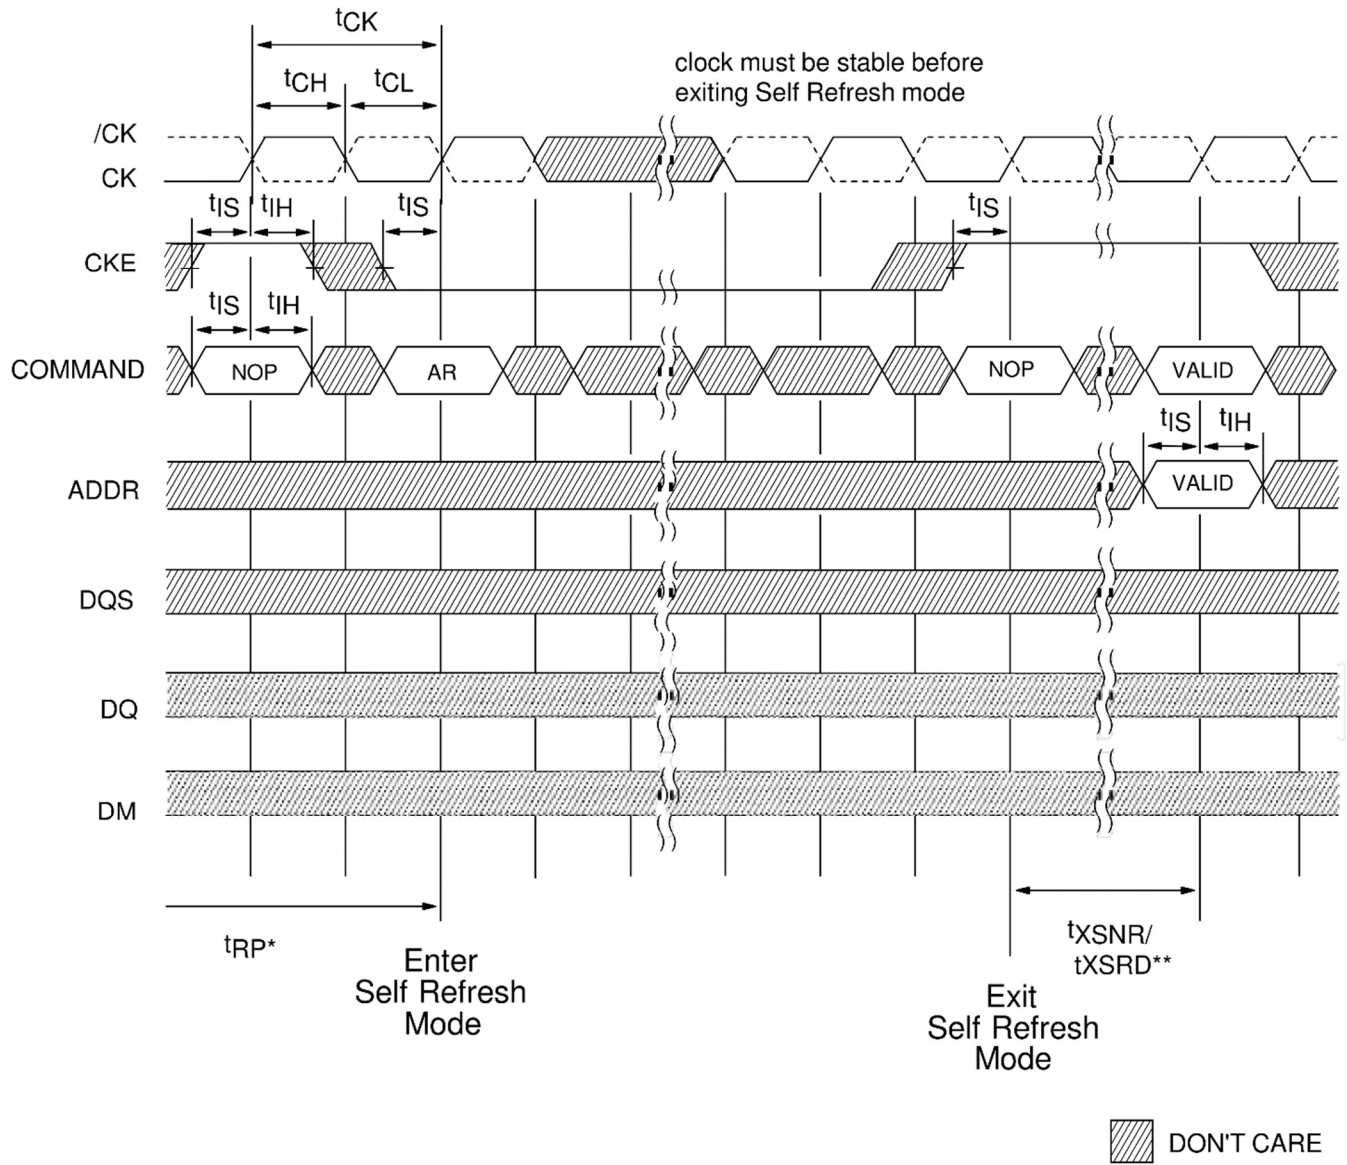 tCK
tCH
tCL
clock must be stable before
exiting Self Refresh mode
/CK
CK
tIS
tIH
tIS
tIS
CKE
tIS
tIH
COMMAND
NOP
AR
NOP
VALID
tIS
tIH
ADDR
VALID
DQS
DQ
DM
tRP*
Enter
Self Refresh
Mode
tXSNR/
tXSRD**
Exit
Self Refresh
Mode
DON'T CARE